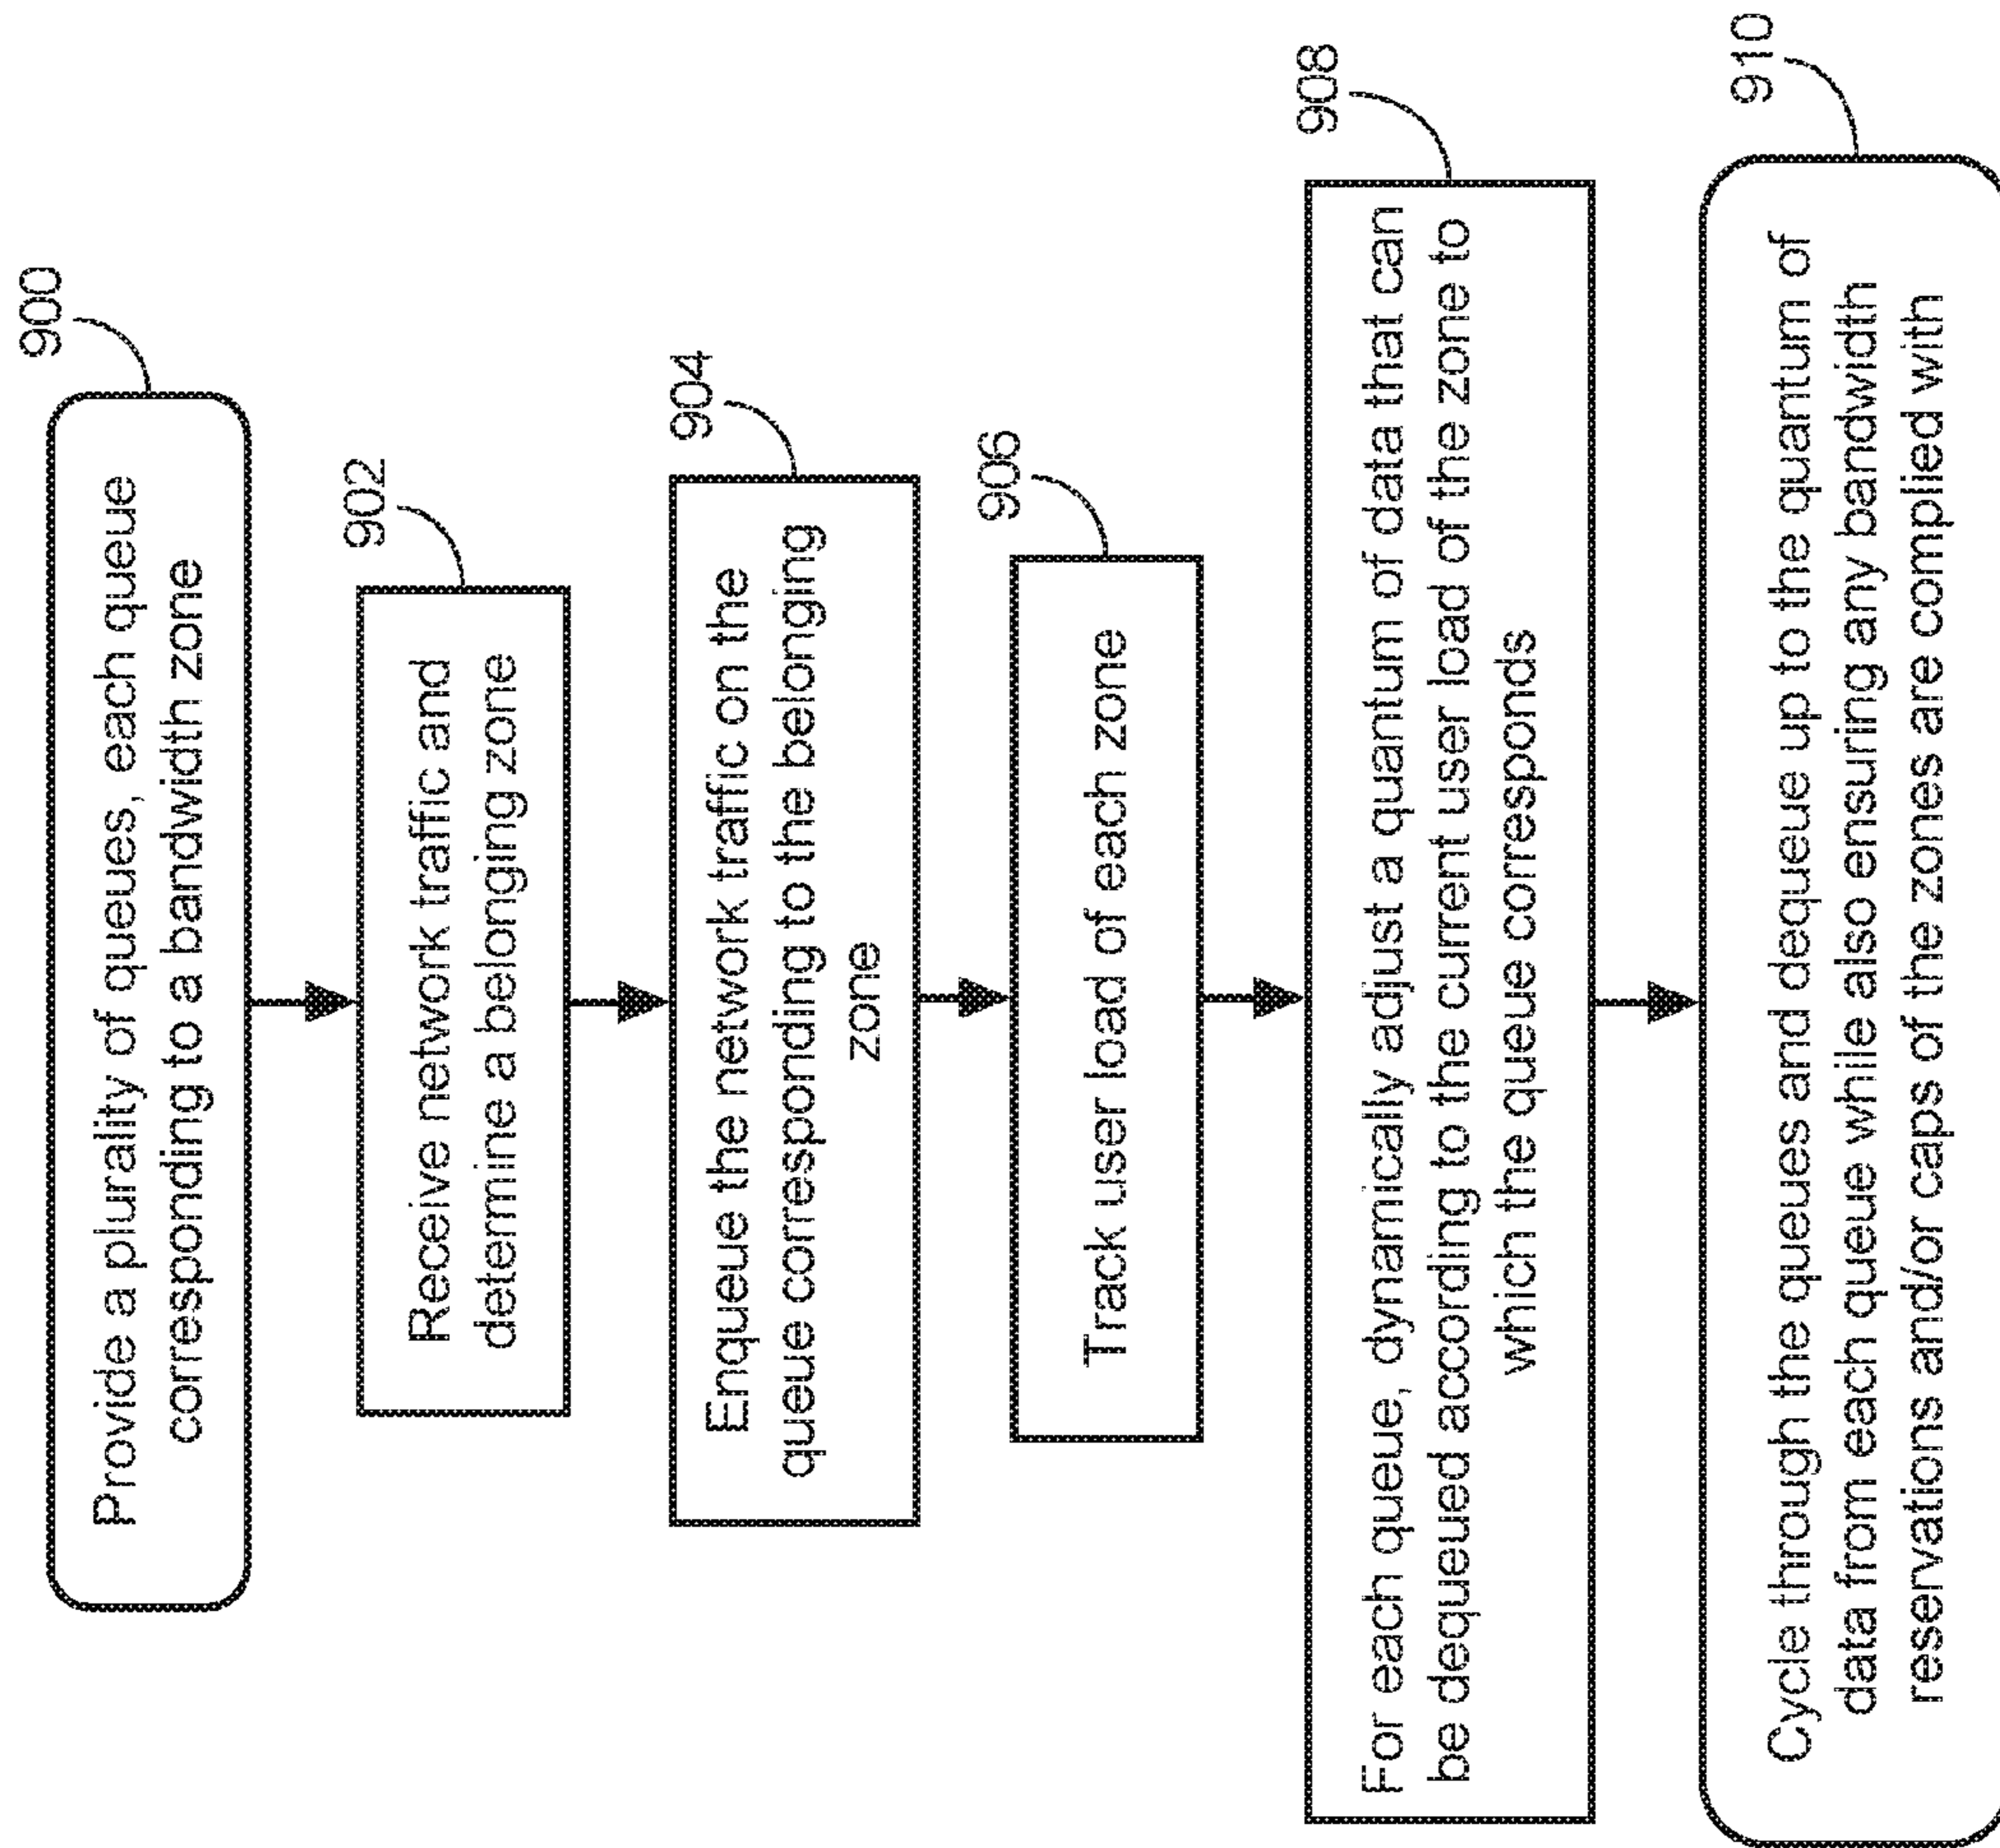 900
Provide a plurality of queues, each queue
corresponding to a bandwidth zone
902
Receive network traffic and
determine a belonging zone
904
Enqueue the network traffic on the
queue corresponding to the belonging
zone
906
Track user load of each zone
908
For each queue, dynamically adjust a quantum of data that can
be dequeued according to the current user load of the zone to
which the queue corresponds
910
Cycle through the queues and dequeue up to the quantum of
data from each queue while also ensuring any bandwidth
reservations and/or caps of the zones are complied with